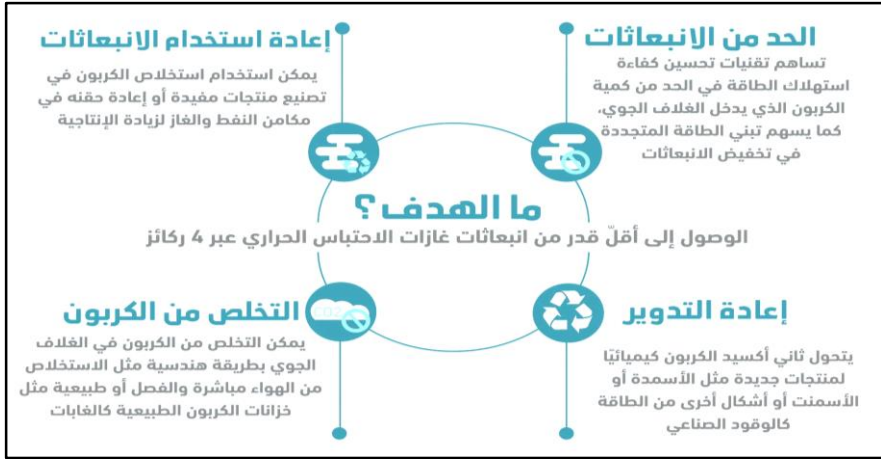 الحد من الانبعاثات
تساهم تقنيات تحسين كفاءة
استهلاك الطاقة في الحد من كمية
الكربون الذي يدخل الغلاف الجوي،
كما يسهم تبني الطاقة المتجددة
في تخفيض الانبعاثات
إعادة استخدام الانبعاثات
يمكن استخدام استخلاص الكربون في
تصنيع منتجات مفيدة أو إعادة حقنه في
مكامن النفط والغاز لزيادة الإنتاجية
ما الهدف؟
الوصول إلى أقلّ قدر من انبعاثات غازات الاحتباس الحراري عبر 4 ركائز
إعادة التدوير
يتحول ثاني أكسيد الكربون كيميائيًا
لمنتجات جديدة مثل الأسمدة أو
الأسمنت أو أشكال أخرى من الطاقة
كالوقود الصناعي
CO2
التخلص من الكربون
يمكن التخلص من الكربون في الغلاف
الجوي بطريقة هندسية مثل الاستخلاص
من الهواء مباشرة والفصل أو طبيعية مثل
خزانات الكربون الطبيعية كالغابات